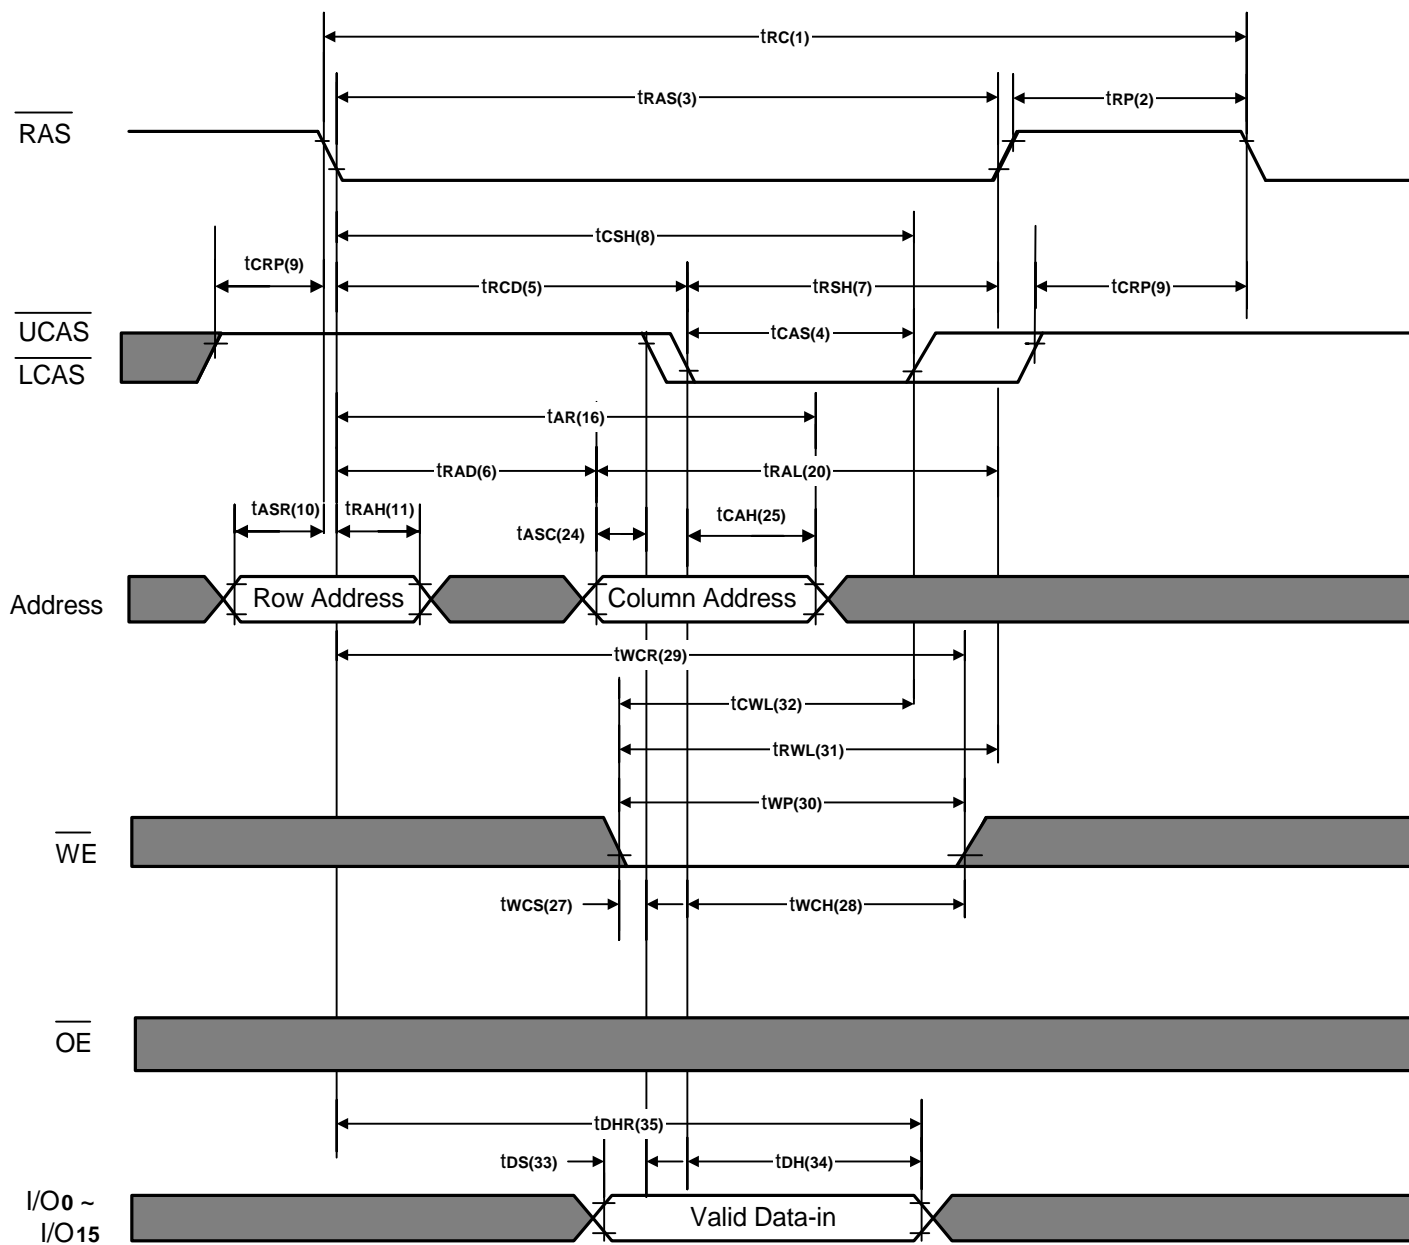 tRC(1)
tRAS(3)
tRP(2)
RAS
tCSH(8)
tCRP(9)
tRCD(5)
tRSH(7)
tCRP(9)
UCAS
tCAS(4)
LCAS
tAR(16)
tRAD(6)
tRAL(20)
tASR(10)
tRAH(11)
tCAH(25)
tASC(24)
Address
Row Address
Column Address
tWCR(29)
tCWL(32)
tRWL(31)
tWP(30)
WE
tWCS(27)
tWCH(28)
OE
tDHR(35)
tDS(33)
tDH(34)
I/O0 ~
I/O15
Valid Data-in